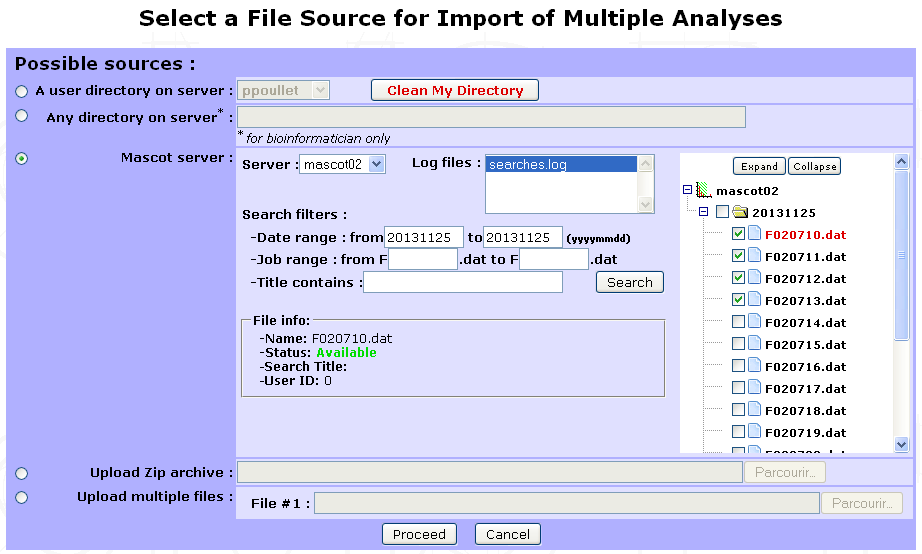 Select a File Source for Import of Multiple Analyses
Possible sources :
A user directory on server : ppoullet Clean My Directory
Any directory on server* :
* for bioinformatician only
Mascot server : Server : mascot02 Log files : searches.log
Search filters :
-Date range : from 20131125 to 20131125 (yyyymmdd)
-Job range : from F .dat to F .dat
-Title contains : Search
File info:
-Name: F020710.dat
-Status: Available
-Search Title:
-User ID: 0
Expand Collapse
mascot02
20131125
F020710.dat
F020711.dat
F020712.dat
F020713.dat
F020714.dat
F020715.dat
F020716.dat
F020717.dat
F020718.dat
F020719.dat
Upload Zip archive : Parcourir...
Upload multiple files : File #1 : Parcourir...
Proceed Cancel